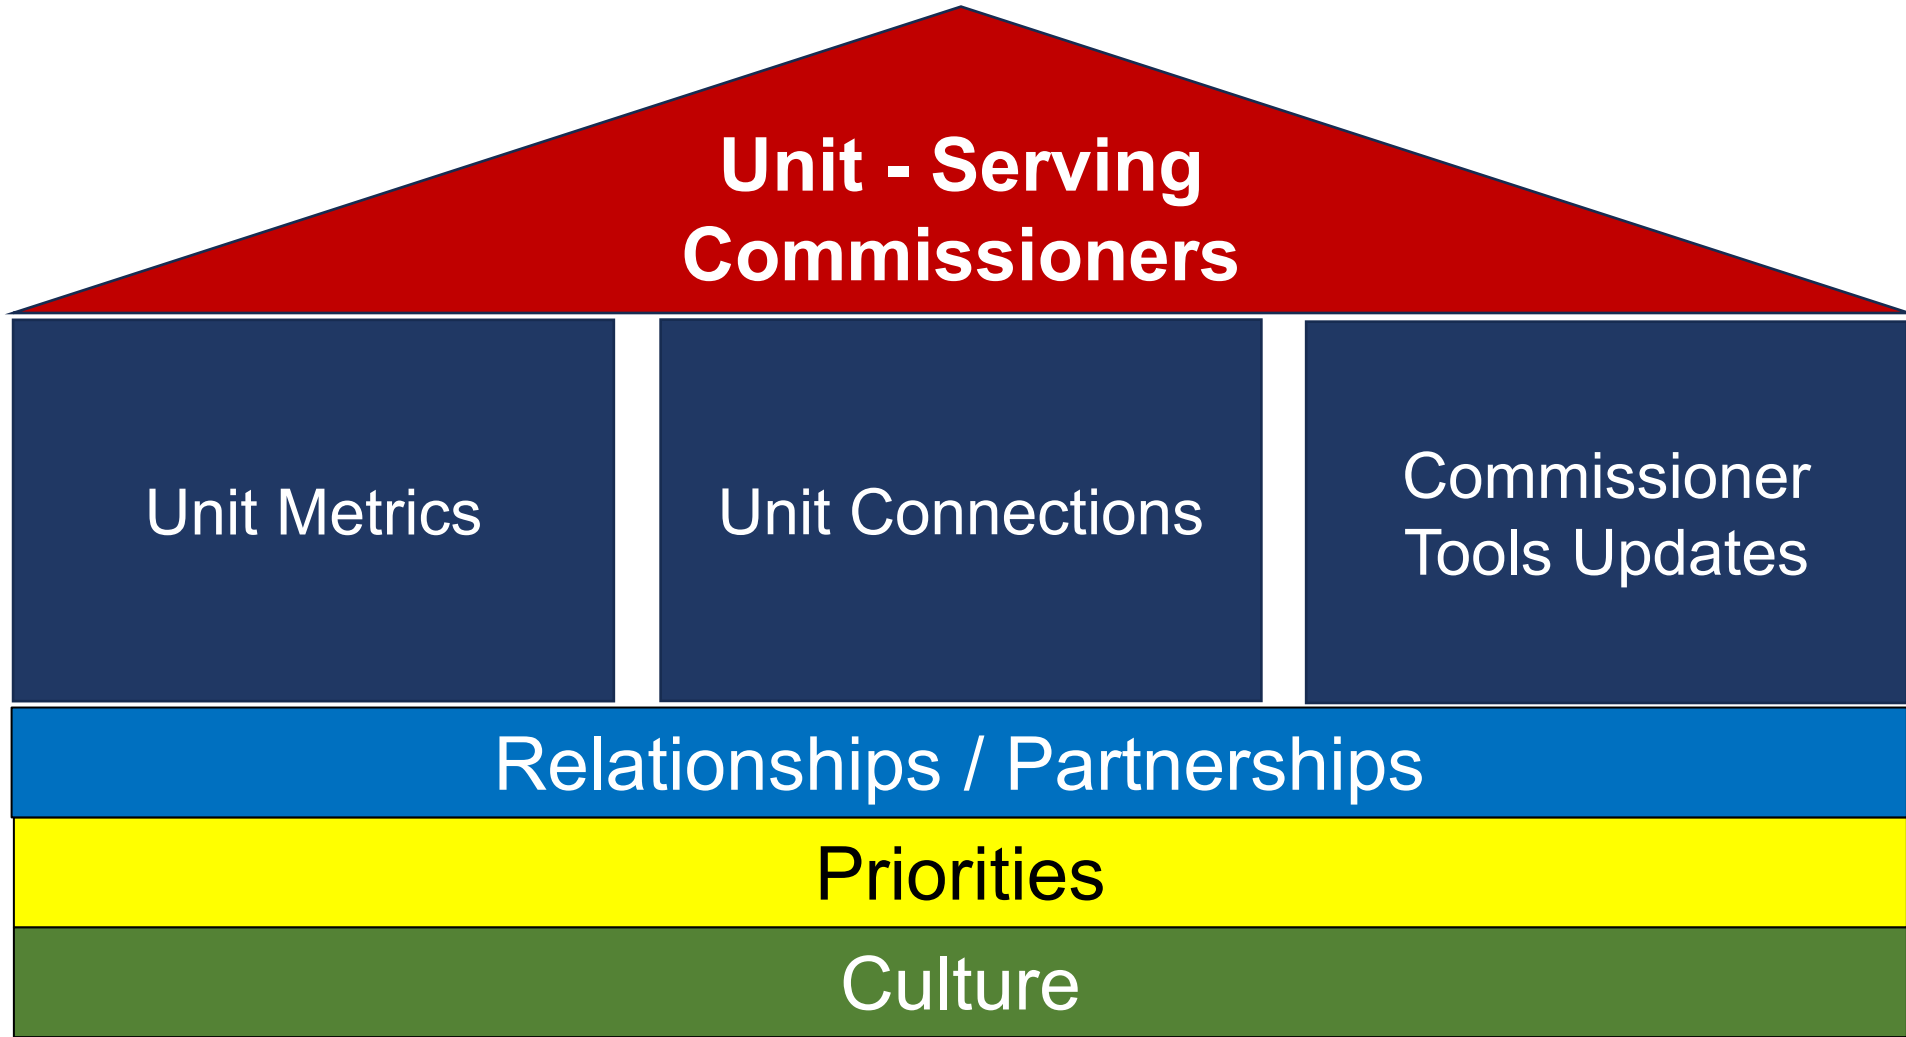 Unit - Serving
Commissioners
Unit Metrics
Unit Connections
Commissioner
Tools Updates
Relationships / Partnerships
Priorities
Culture